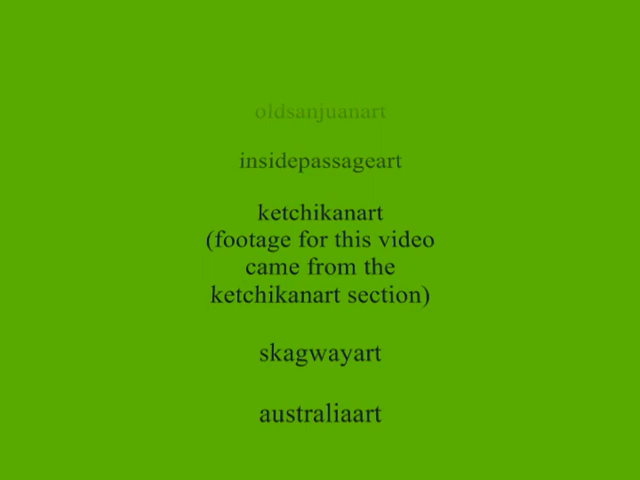 oldsanjuanart
insidepassageart
ketchikanart
(footage for this video
came from the
ketchikanart section)
skagwayart
australiaart